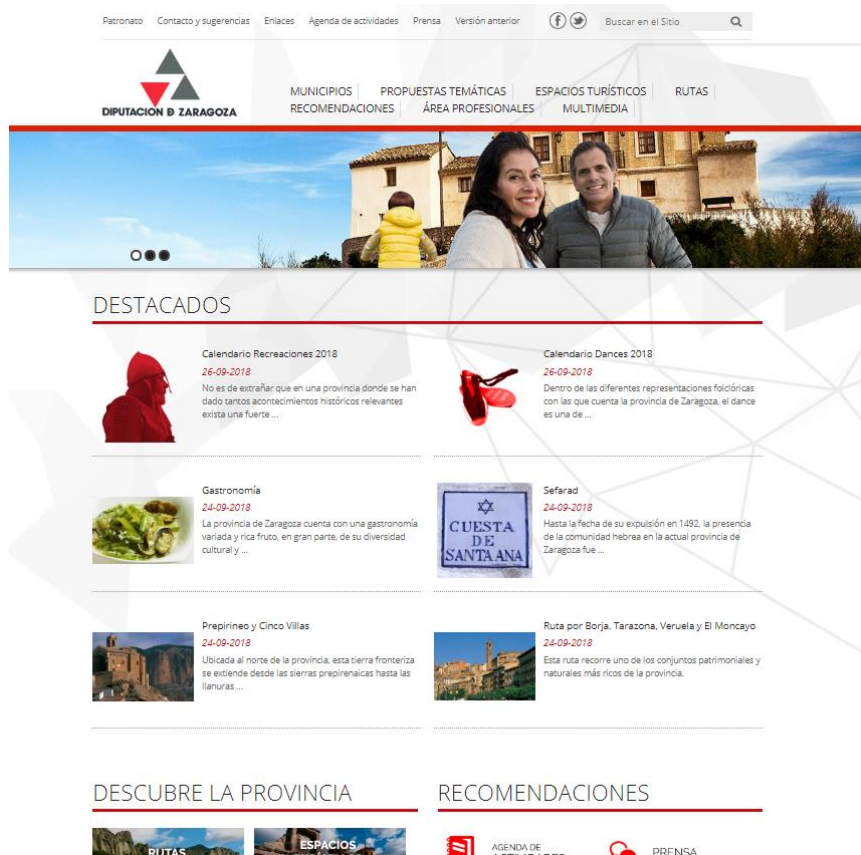 Patronato Contacto y sugerencias Enlaces Agenda de actividades Prensa Versión anterior Buscar en el Sitio
DIPUTACION D ZARAGOZA
MUNICIPIOS PROPUESTAS TEMÁTICAS ESPACIOS TURÍSTICOS RUTAS
RECOMENDACIONES ÁREA PROFESIONALES MULTIMEDIA
DESTACADOS
Calendario Recreaciones 2018
26-09-2018
No es de extrañar que en una provincia donde se han
dado tantos acontecimientos históricos relevantes
exista una fuerte ...
Calendario Dances 2018
26-09-2018
Dentro de las diferentes representaciones folclóricas
con las que cuenta la provincia de Zaragoza, el dance
es una de ...
Gastronomía
24-09-2018
La provincia de Zaragoza cuenta con una gastronomía
variada y rica fruto, en gran parte, de su diversidad
cultural y ...
CUESTA
DE
SANTA ANA
Sefarad
24-09-2018
Hasta la fecha de su expulsión en 1492, la presencia
de la comunidad hebrea en la actual provincia de
Zaragoza fue ...
Prepirineo y Cinco Villas
24-09-2018
Ubicada al norte de la provincia, esta tierra fronteriza
se extiende desde las sierras prepirenaicas hasta las
llanuras ...
Ruta por Borja, Tarazona, Veruela y El Moncayo
24-09-2018
Esta ruta recorre uno de los conjuntos patrimoniales y
naturales más ricos de la provincia.
DESCUBRE LA PROVINCIA
RUTAS
ESPACIOS
RECOMENDACIONES
AGENDA DE
PRENSA